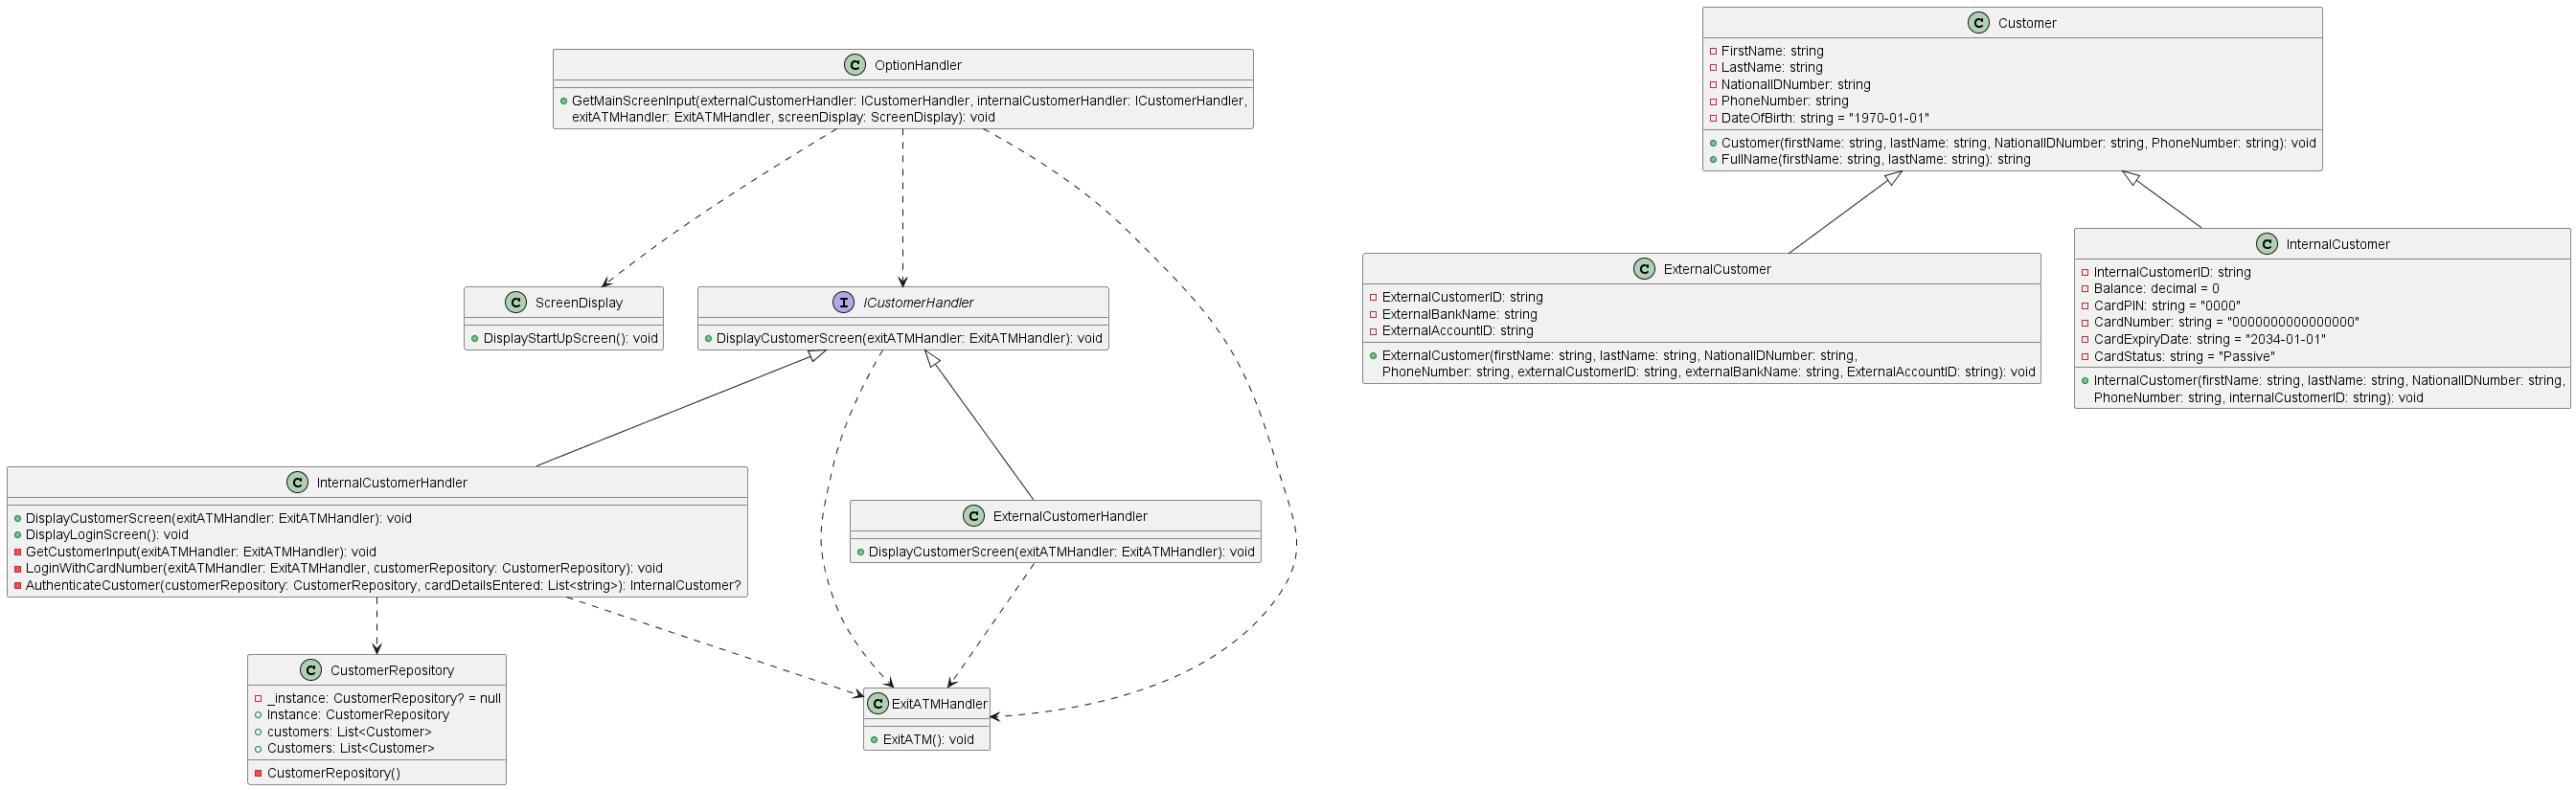 C OptionHandler
GetMainScreenInput(externalCustomerHandler: ICustomerHandler, internalCustomerHandler: ICustomerHandler,
exitATMHandler: ExitATMHandler, screenDisplay: ScreenDisplay): void
C Customer
FirstName: string
LastName: string
NationalIDNumber: string
PhoneNumber: string
DateOfBirth: string = "1970-01-01"
Customer(firstName: string, lastName: string, NationalIDNumber: string, PhoneNumber: string): void
FullName(firstName: string, lastName: string): string
C ScreenDisplay
DisplayStartUpScreen(): void
I ICustomerHandler
DisplayCustomerScreen(exitATMHandler: ExitATMHandler): void
C ExternalCustomer
ExternalCustomerID: string
ExternalBankName: string
ExternalAccountID: string
ExternalCustomer(firstName: string, lastName: string, NationalIDNumber: string,
PhoneNumber: string, externalCustomerID: string, externalBankName: string, ExternalAccountID: string): void
C InternalCustomer
InternalCustomerID: string
Balance: decimal = 0
CardPIN: string = "0000"
CardNumber: string = "0000000000000000"
CardExpiryDate: string = "2034-01-01"
CardStatus: string = "Passive"
InternalCustomer(firstName: string, lastName: string, NationalIDNumber: string,
PhoneNumber: string, internalCustomerID: string): void
C InternalCustomerHandler
DisplayCustomerScreen(exitATMHandler: ExitATMHandler): void
DisplayLoginScreen(): void
GetCustomerInput(exitATMHandler: ExitATMHandler): void
LoginWithCardNumber(exitATMHandler: ExitATMHandler, customerRepository: CustomerRepository): void
AuthenticateCustomer(customerRepository: CustomerRepository, cardDetailsEntered: List<string>): InternalCustomer?
C ExternalCustomerHandler
DisplayCustomerScreen(exitATMHandler: ExitATMHandler): void
C CustomerRepository
_instance: CustomerRepository? = null
Instance: CustomerRepository
customers: List<Customer>
Customers: List<Customer>
CustomerRepository()
C ExitATMHandler
ExitATM(): void